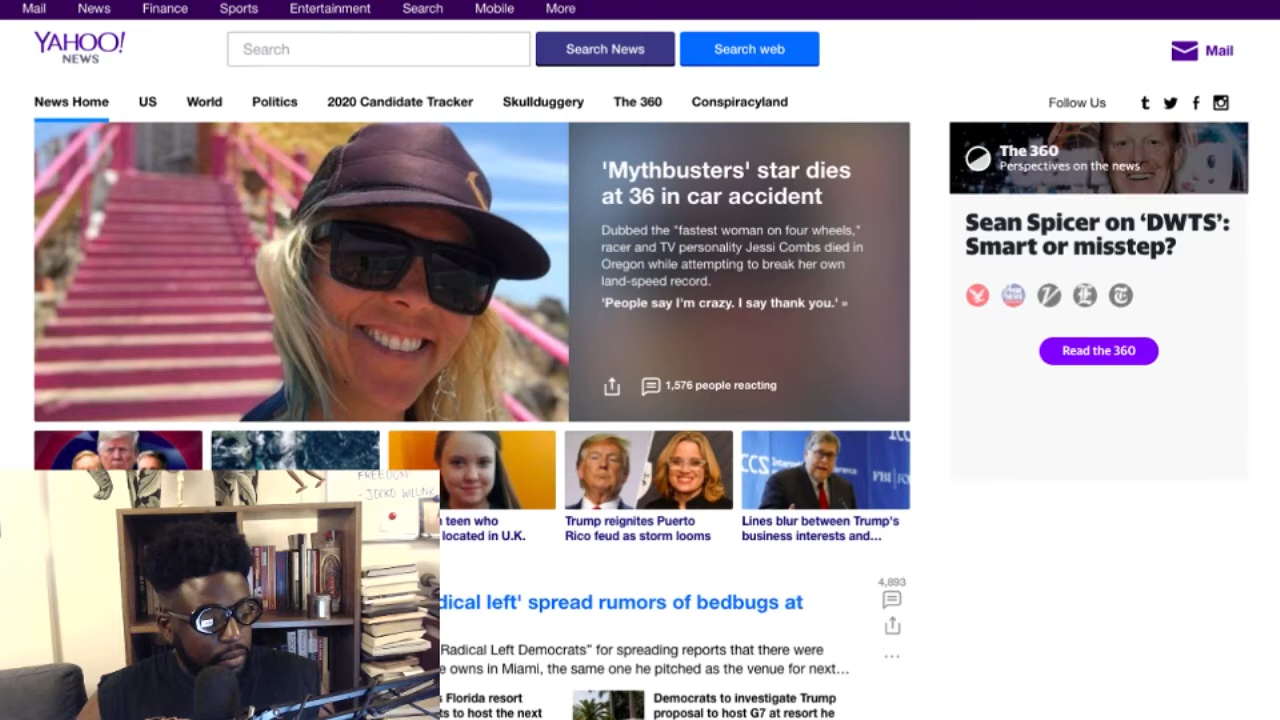 Mail News Finance Sports Entertainment Search Mobile More
YAHOO!
NEWS
Search
Search News
Search web
Mail
News Home US World Politics 2020 Candidate Tracker Skullduggery The 360 Conspiracyland
Follow Us
'Mythbusters' star dies
at 36 in car accident
Dubbed the "fastest woman on four wheels,"
racer and TV personality Jessi Combs died in
Oregon while attempting to break her own
land-speed record.
'People say I'm crazy. I say thank you.' »
1,576 people reacting
The 360
Perspectives on the news
Sean Spicer on ‘DWTS’:
Smart or misstep?
Read the 360
teen who
located in U.K.
Trump reignites Puerto
Rico feud as storm looms
Lines blur between Trump's
business interests and...
FREEDOM
- JOCKO WILLINK
dical left' spread rumors of bedbugs at
4,893
Radical Left Democrats” for spreading reports that there were
owns in Miami, the same one he pitched as the venue for next...
Florida resort
to host the next
Democrats to investigate Trump
proposal to host G7 at resort he